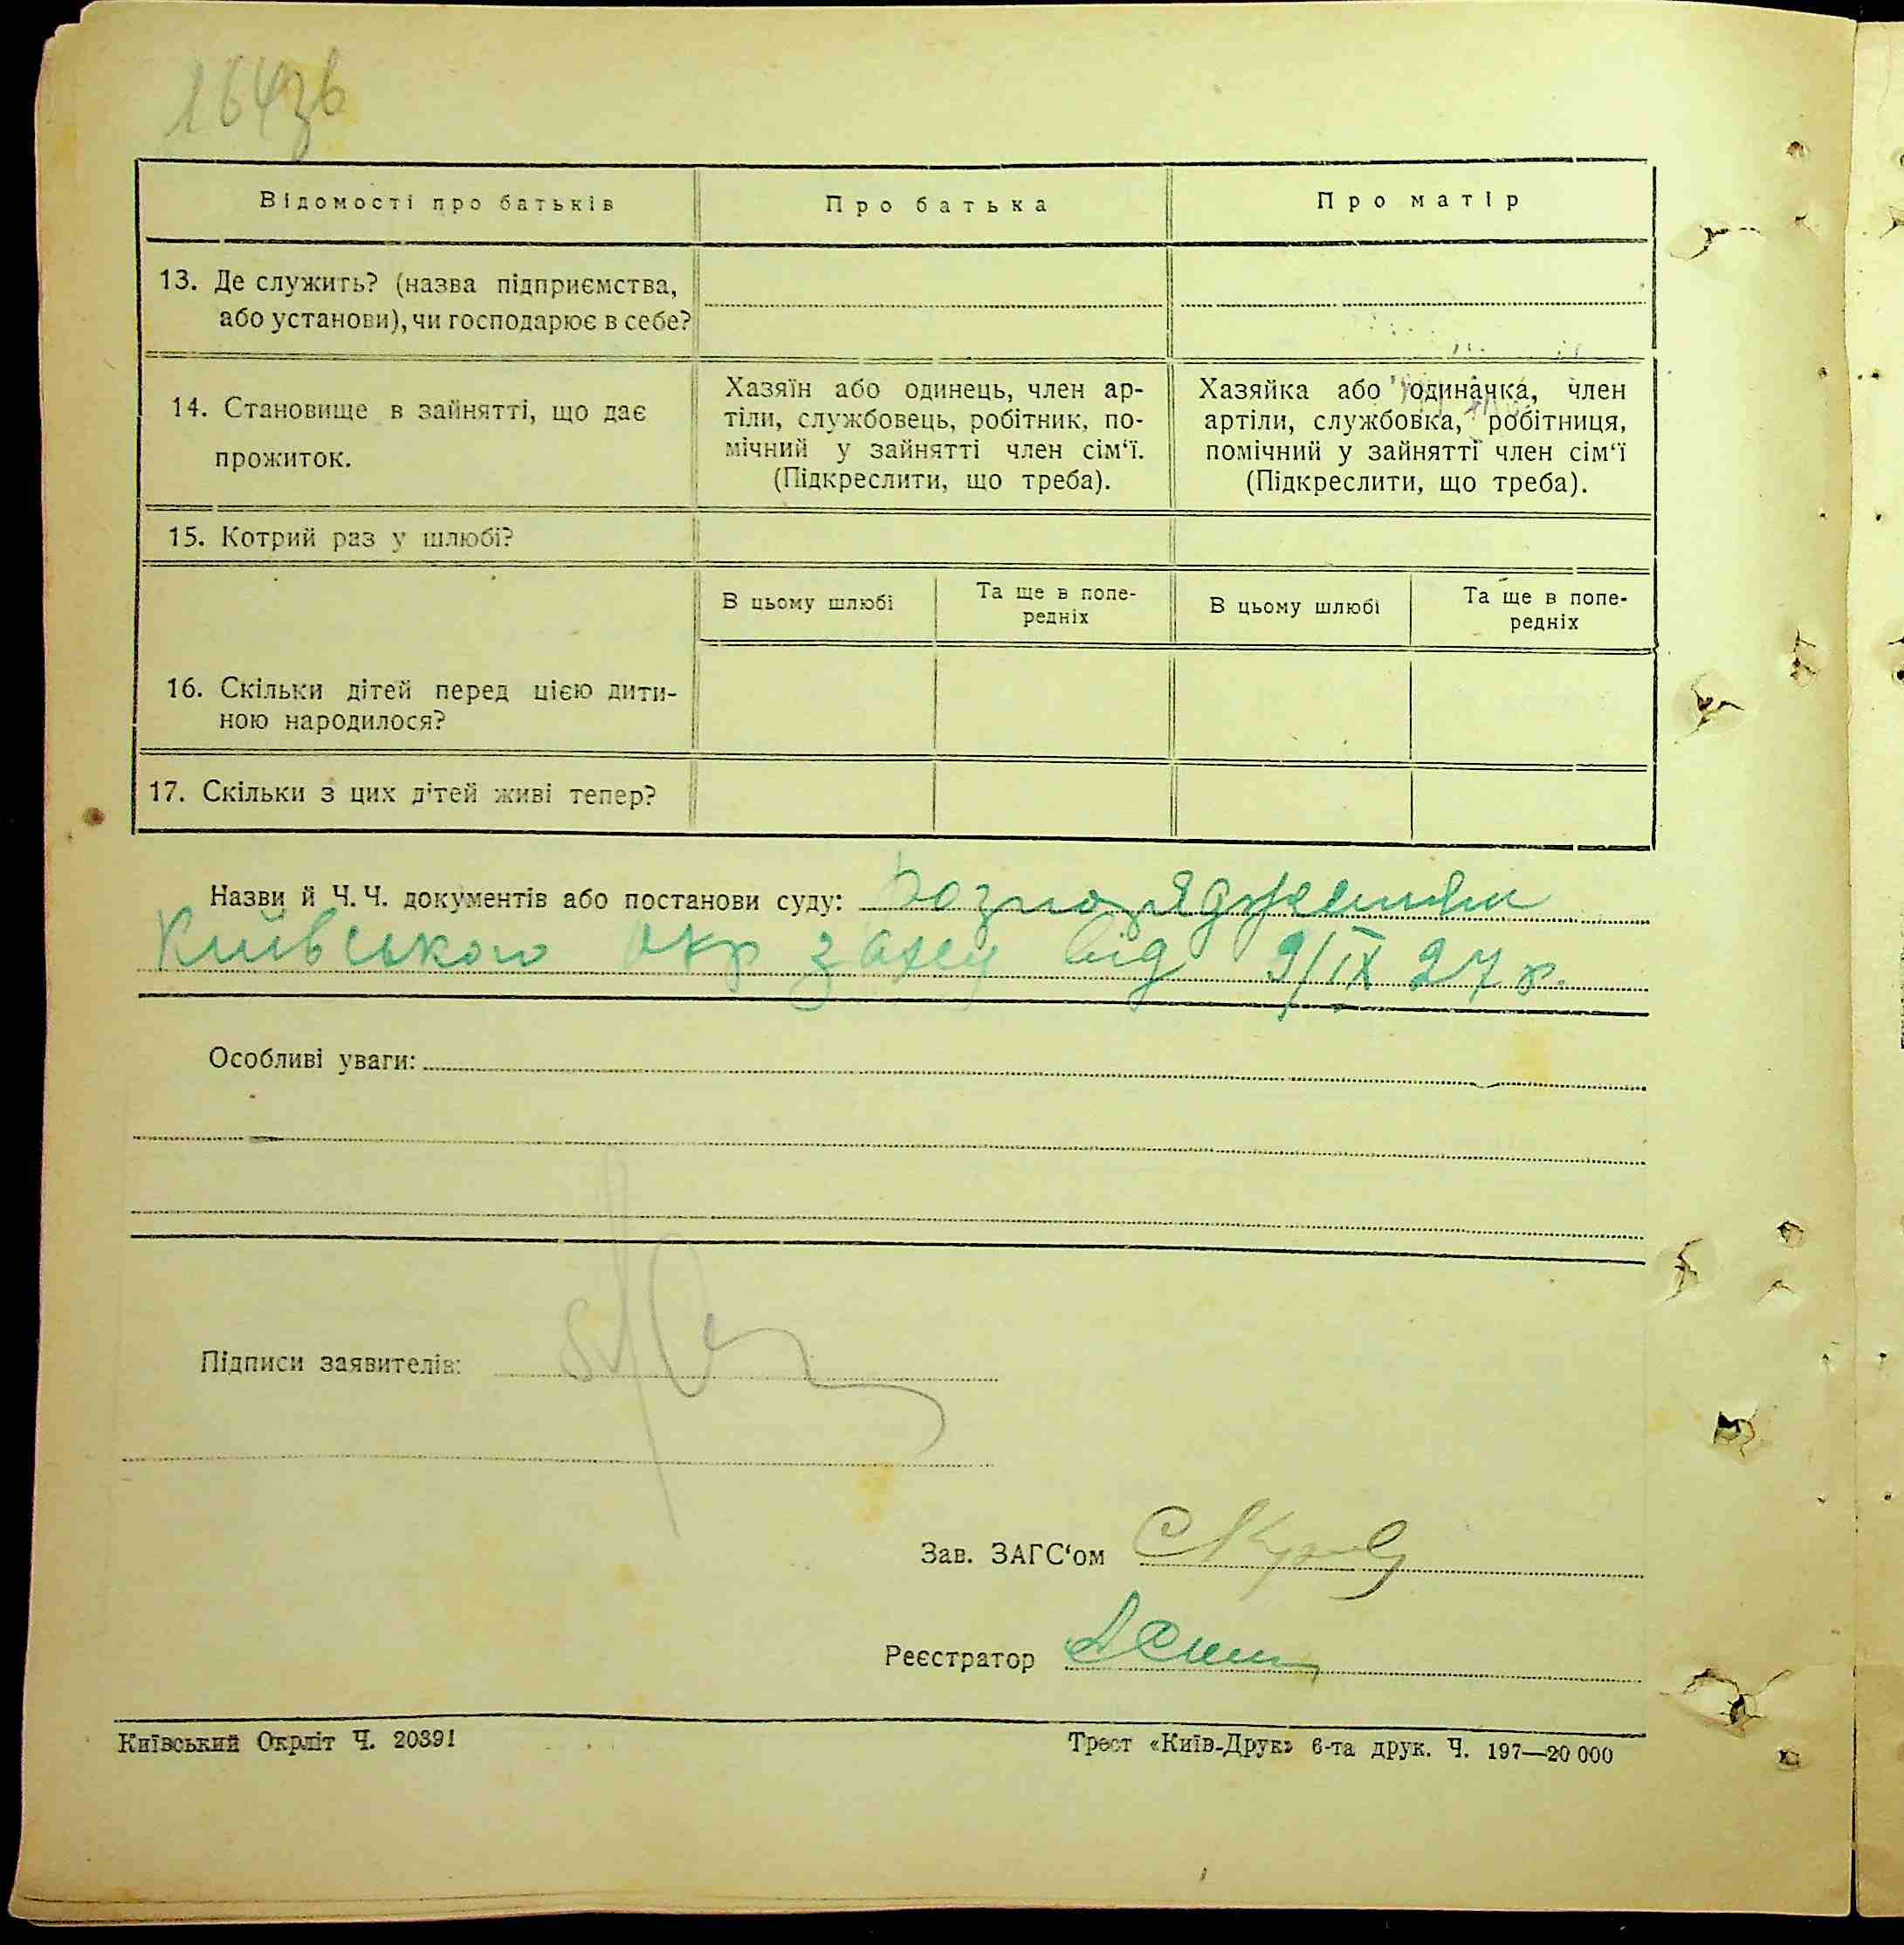 164зв
Відомості про батьків
Про батька
Про матір
13. Де служить? (назва підприємства,
або установи), чи господарює в себе?
14. Становище в зайнятті, що дає
прожиток.
Хазяїн або одинець, член ар-
тіли, службовець, робітник, по-
мічний у зайнятті член сім‘ї.
(Підкреслити, що треба).
Хазяйка або одиначка, член
артіли, службовка, робітниця,
помічний у зайнятті член сім‘ї
(Підкреслити, що треба).
15. Котрий раз у шлюбі?
В цьому шлюбі
Та ще в попе-
редніх
В цьому шлюбі
Та ще в попе-
редніх
16. Скільки дітей перед цією дити-
ною народилося?
17. Скільки з цих дітей живі тепер?
Назви й Ч. Ч. документів або постанови суду: Розпорядження
Київського окр загсу від 9/IX 27 р.
Особливі уваги:
Підписи заявителів:
Зав. ЗАГС‘ом
Реєстратор
Київський Окрліт Ч. 20391
Трест «Київ-Друк» 6-та друк. Ч. 197—20 000